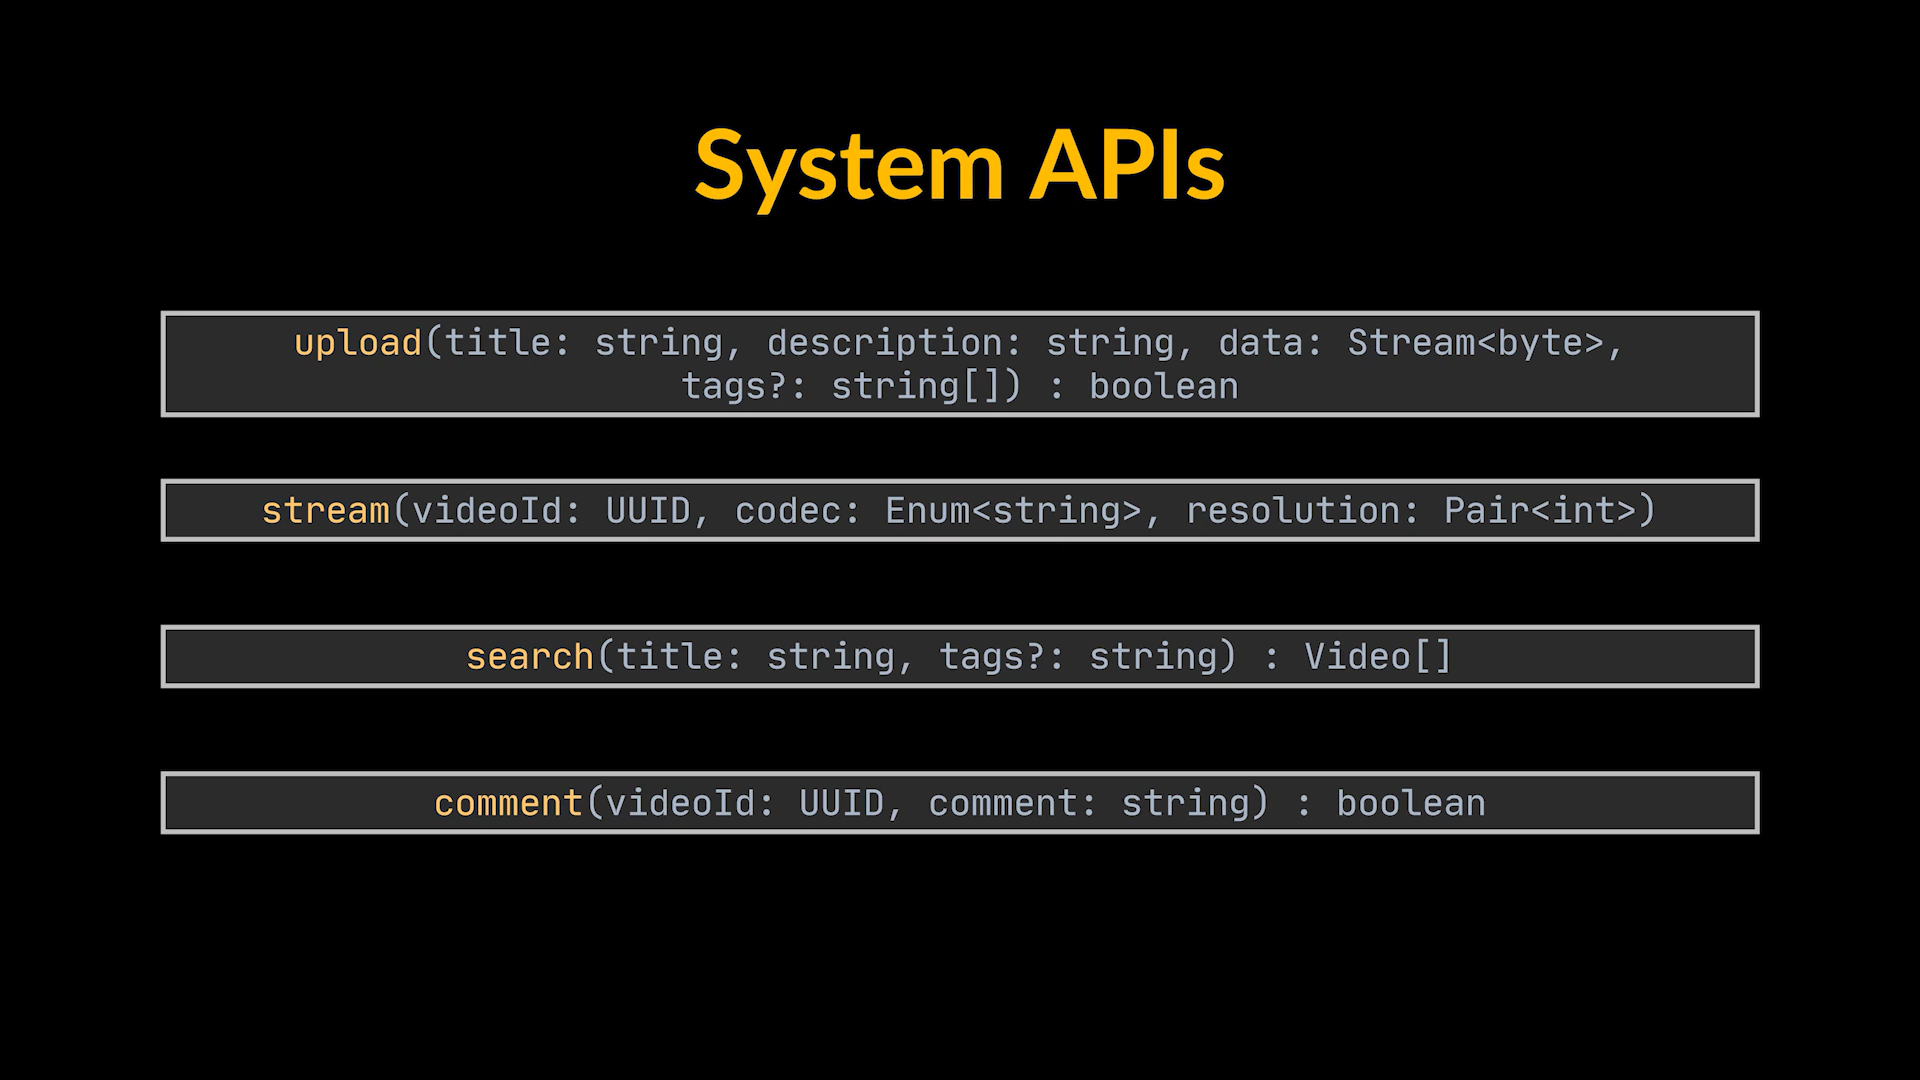 System APIs
upload(title: string, description: string, data: Stream<byte>,
tags?: string[]) : boolean
stream(videoId: UUID, codec: Enum<string>, resolution: Pair<int>)
search(title: string, tags?: string) : Video[]
comment(videoId: UUID, comment: string) : boolean